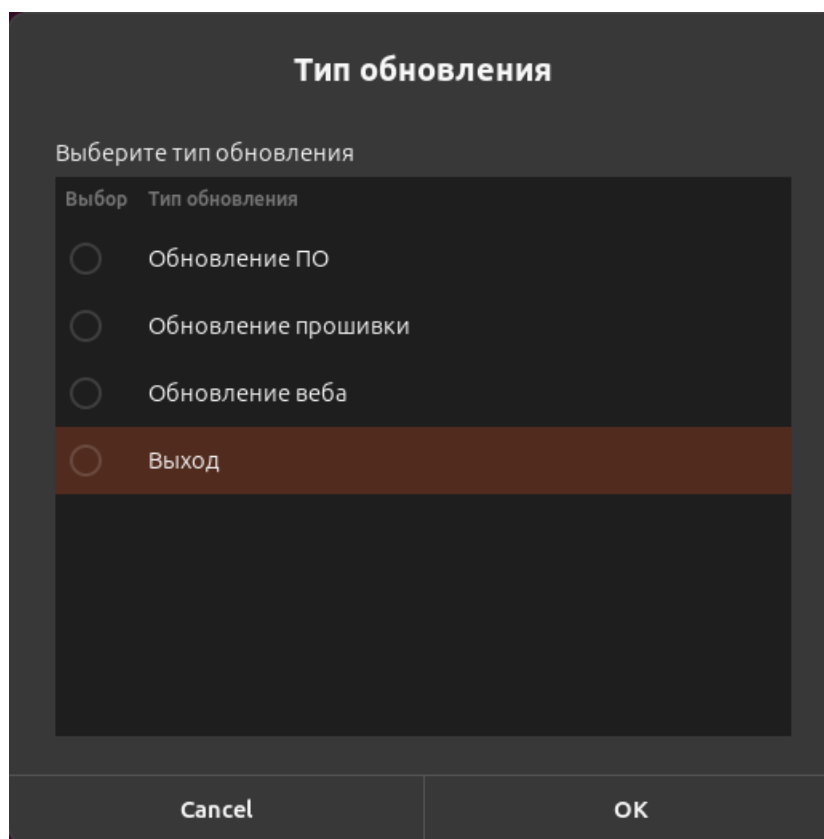 Тип обновления
Выберите тип обновления
Выбор Тип обновления
Обновление ПО
Обновление прошивки
Обновление веба
Выход
Cancel OK